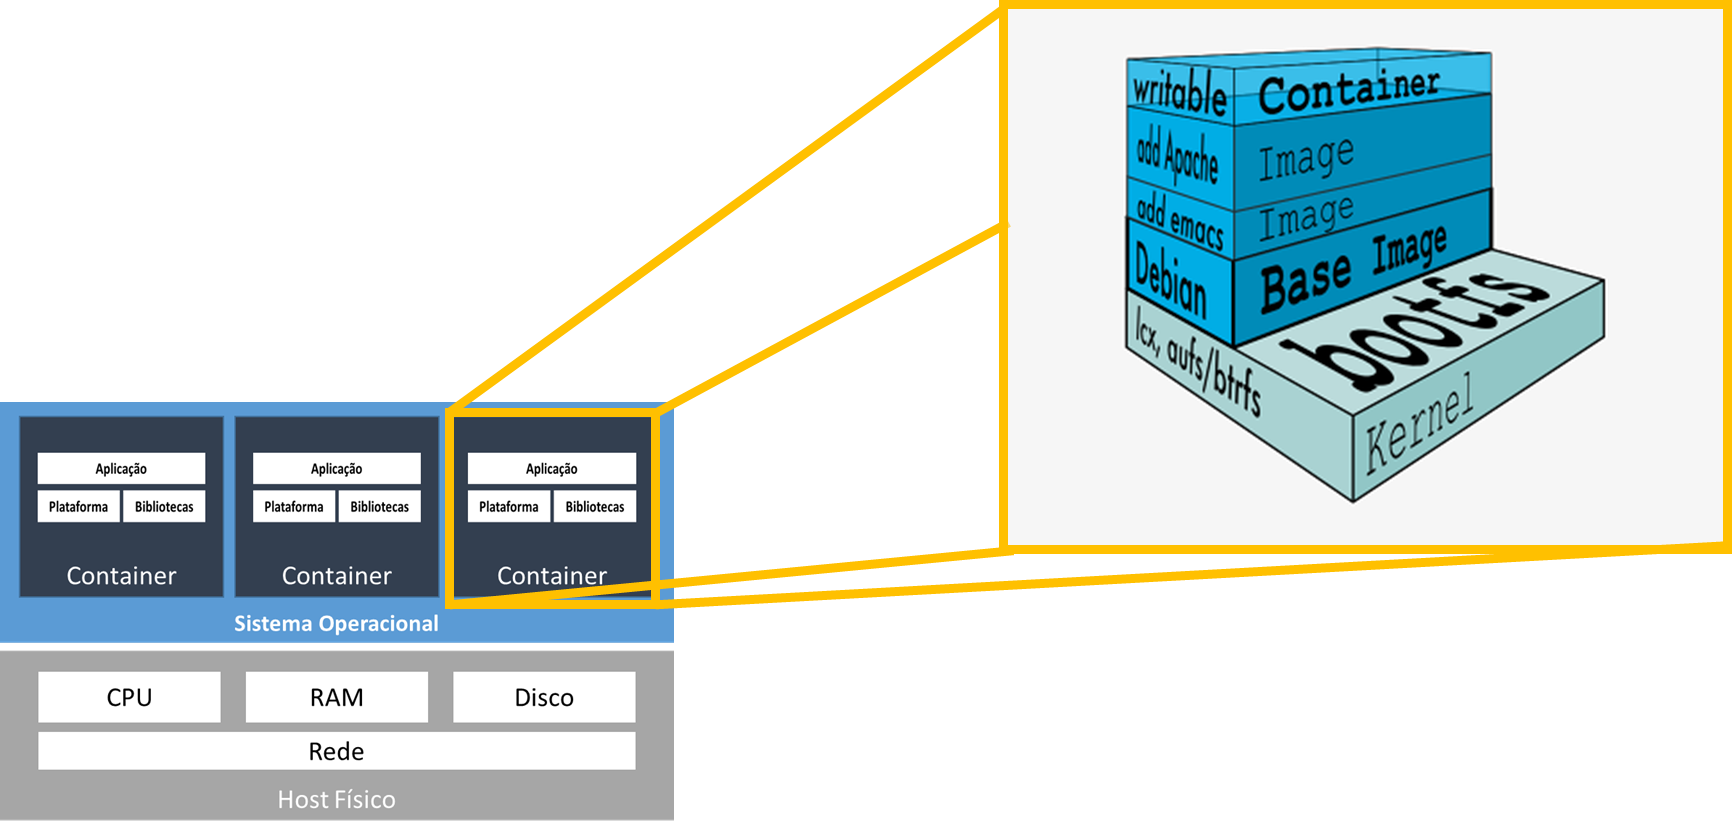 writable Container
add Apache Image
add emacs Image
Debian Base Image
lcx, aufs/btrfs bootfs
Kernel
Aplicação Aplicação Aplicação
Plataforma Bibliotecas Plataforma Bibliotecas Plataforma Bibliotecas
Container Container Container
Sistema Operacional
CPU RAM Disco
Rede
Host Físico